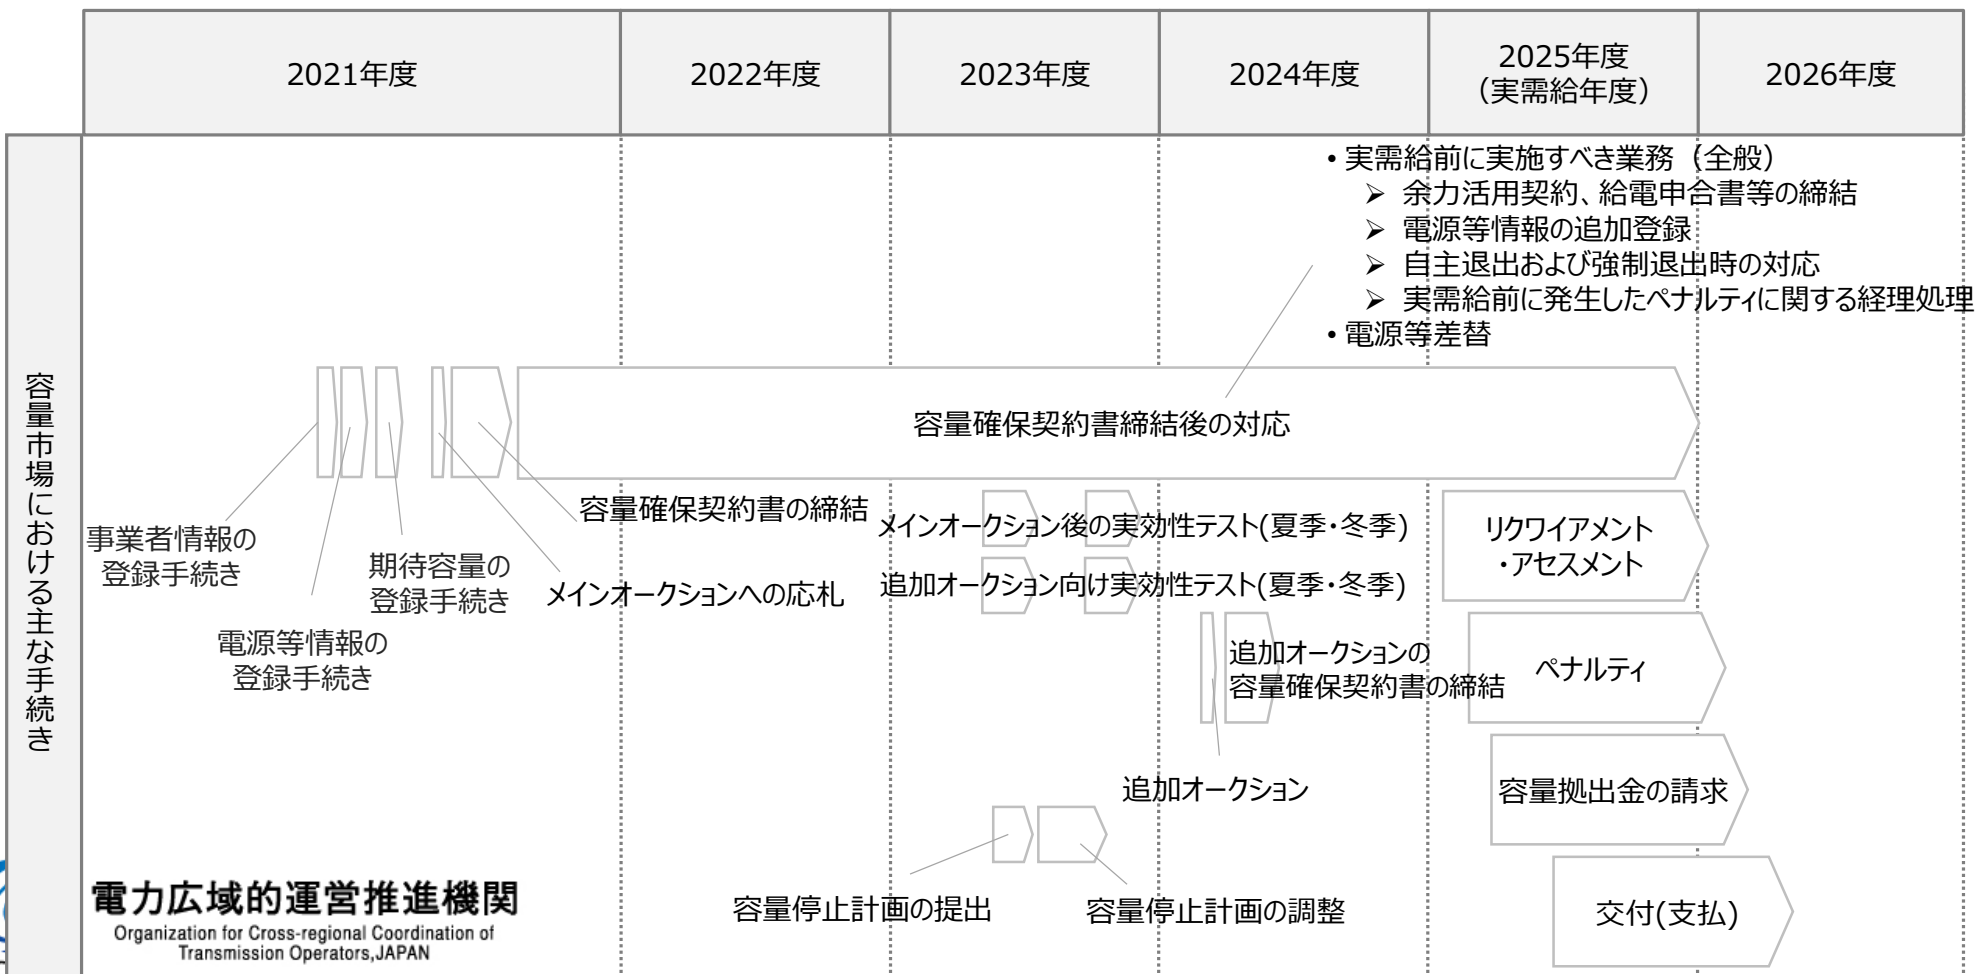 2021年度
2022年度
2023年度
2024年度
2025年度
（実需給年度）
2026年度
容量市場における主な手続き
• 実需給前に実施すべき業務（全般）
➢ 余力活用契約、給電申合書等の締結
➢ 電源等情報の追加登録
➢ 自主退出および強制退出時の対応
➢ 実需給前に発生したペナルティに関する経理処理
• 電源等差替
容量確保契約書締結後の対応
容量確保契約書の締結
事業者情報の
登録手続き
期待容量の
登録手続き
メインオークションへの応札
電源等情報の
登録手続き
メインオークション後の実効性テスト(夏季・冬季)
追加オークション向け実効性テスト(夏季・冬季)
リクワイアメント
・アセスメント
追加オークションの
容量確保契約書の締結
ペナルティ
追加オークション
容量拠出金の請求
容量停止計画の提出
容量停止計画の調整
交付(支払)
電力広域的運営推進機関
Organization for Cross-regional Coordination of
Transmission Operators,JAPAN